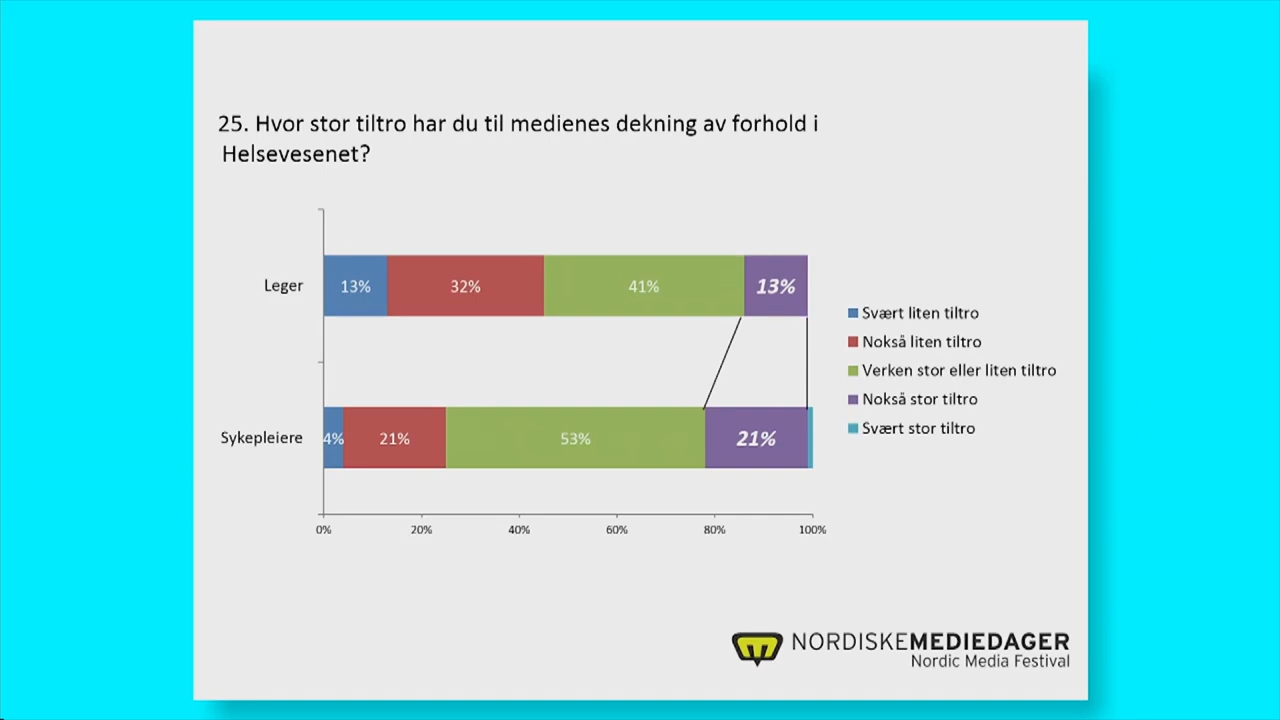 25. Hvor stor tiltro har du til medienes dekning av forhold i
Helsevesenet?
Leger
13%
32%
41%
13%
Sykepleiere
4%
21%
53%
21%
0%
20%
40%
60%
80%
100%
Svært liten tiltro
Nokså liten tiltro
Verken stor eller liten tiltro
Nokså stor tiltro
Svært stor tiltro
NORDISKEMEDIEDAGER
Nordic Media Festival